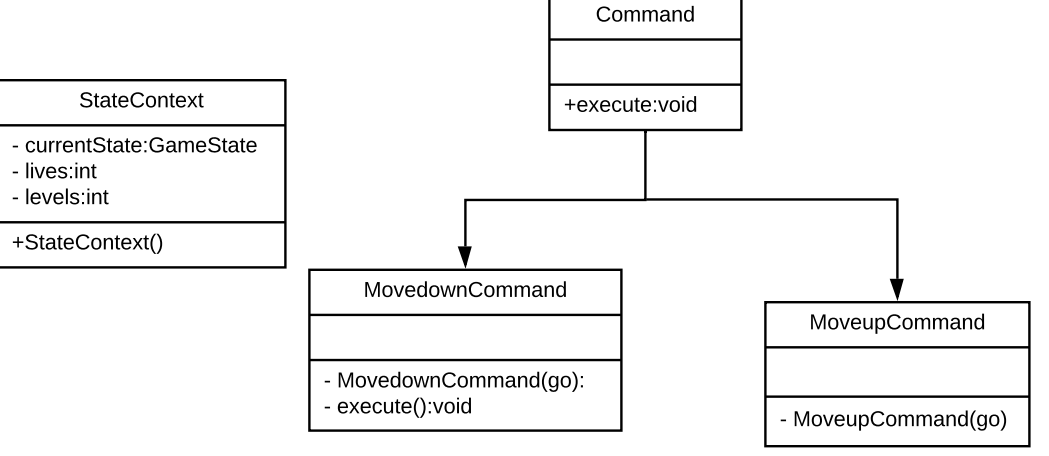 Command
+execute:void
StateContext
- currentState:GameState
- lives:int
- levels:int
+StateContext()
MovedownCommand
- MovedownCommand(go):
- execute():void
MoveupCommand
- MoveupCommand(go)